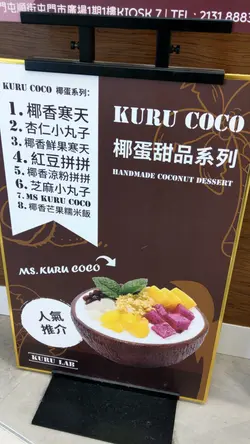 門屯順街屯門市廣場1期1樓KIOSK 7 | TEL : 2131 888
KURU COCO 椰蛋系列:
1. 椰香寒天
2. 杏仁小丸子
3. 椰香鮮果寒天
4. 紅豆拼拼
5. 椰香涼粉拼拼
6. 芝麻小丸子
7. MS KURU COCO
8. 椰香芒果糯米飯
KURU COCO
椰蛋甜品系列
HANDMADE COCONUT DESSERT
MS. KURU COCO
人氣
推介
KURU LAB